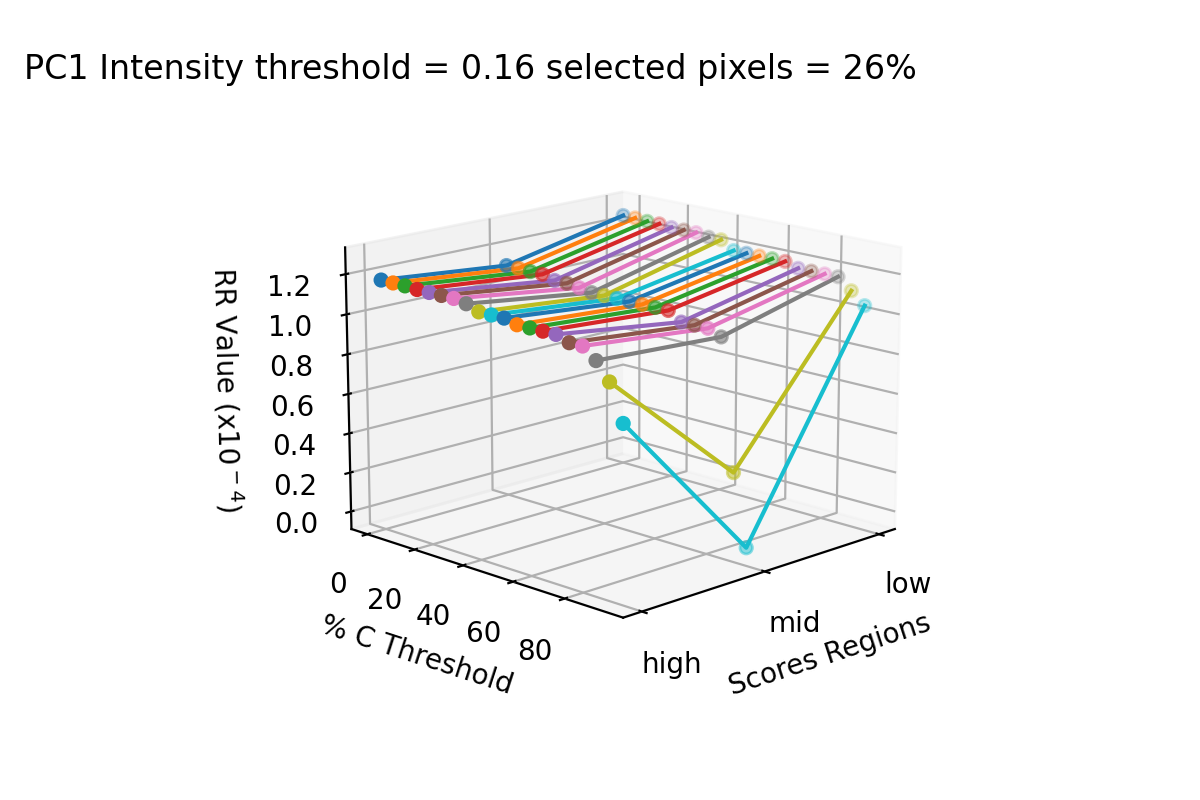 PC1 Intensity threshold = 0.16 selected pixels = 26%
RR Value (x10⁻⁴)
1.2
1.0
0.8
0.6
0.4
0.2
0.0
0
20
40
60
80
% C Threshold
high
mid
low
Scores Regions